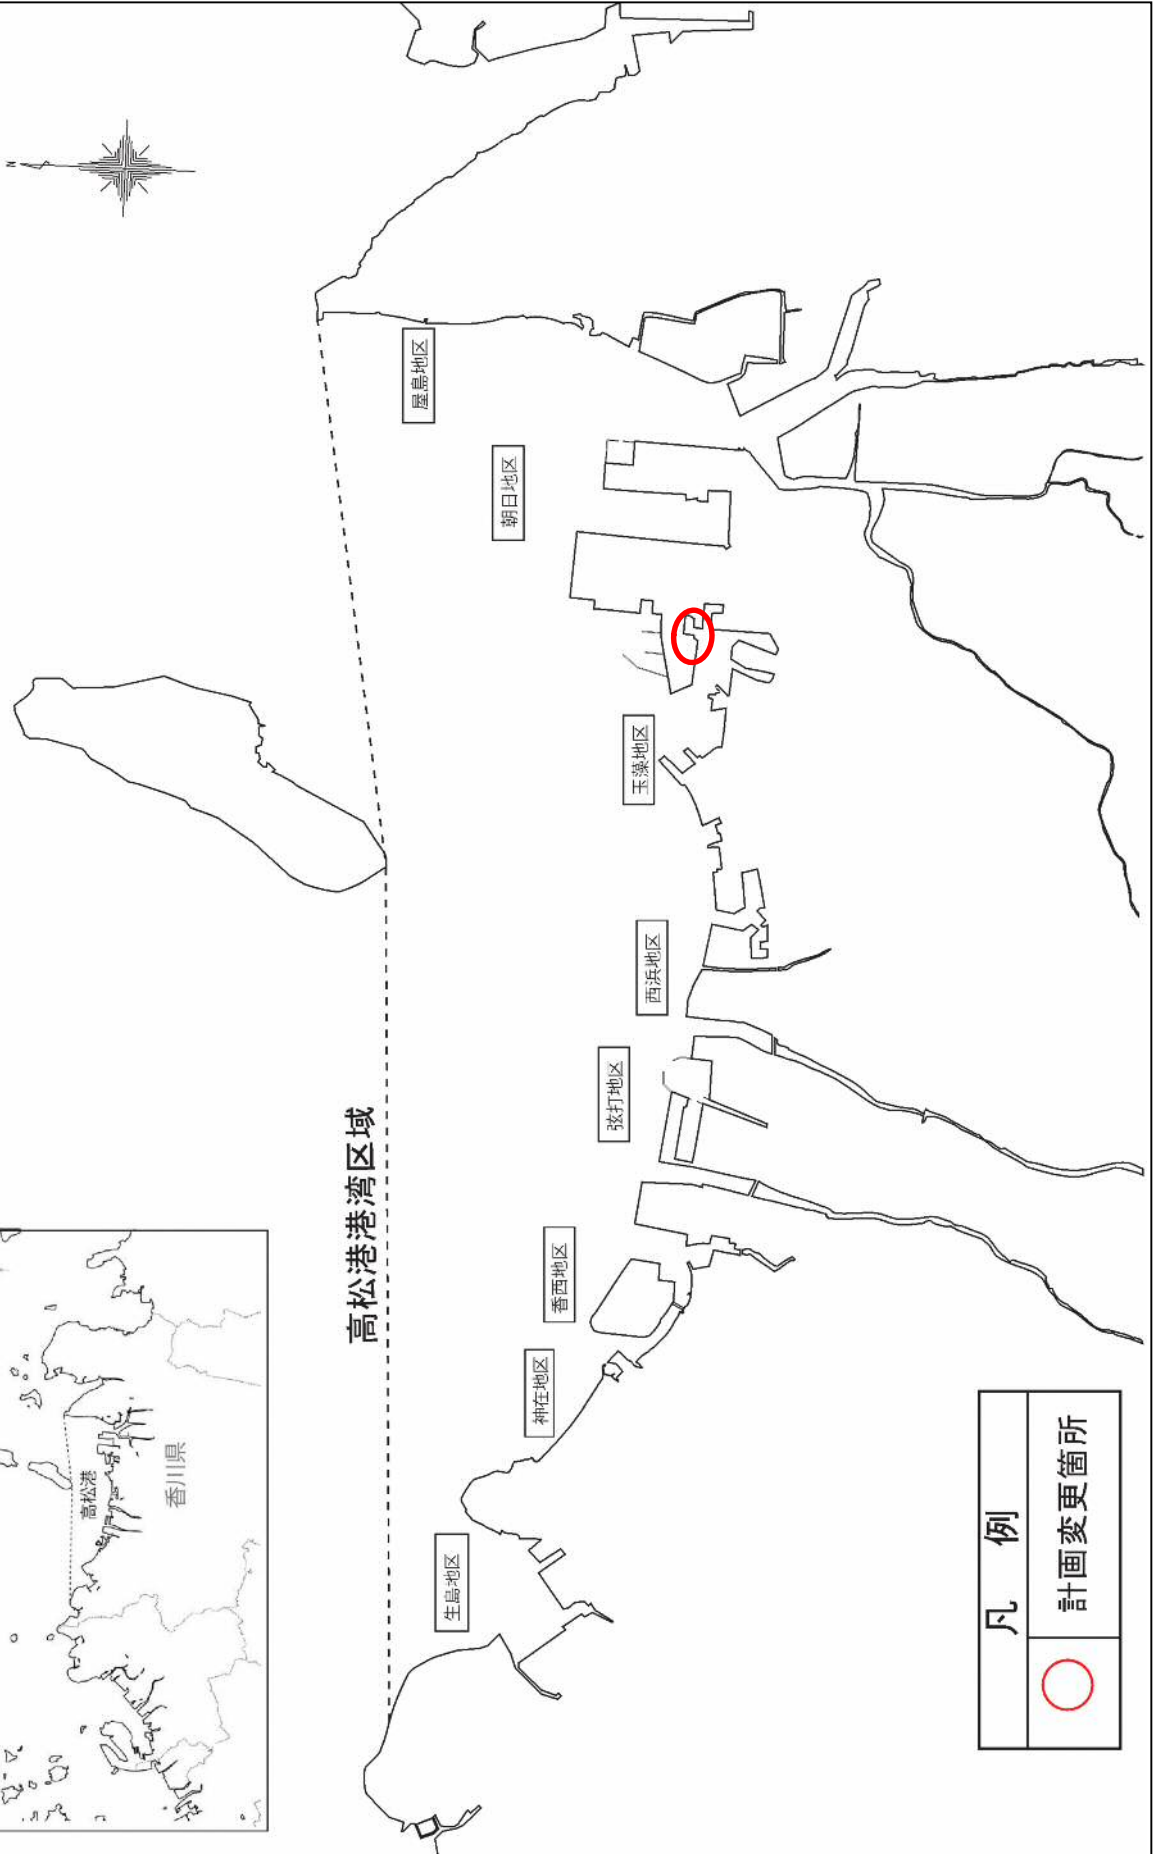 N
高松港
香川県
高松港港湾区域
生島地区
神在地区
香西地区
弦打地区
西浜地区
玉藻地区
朝日地区
屋島地区
凡 例
計画変更箇所